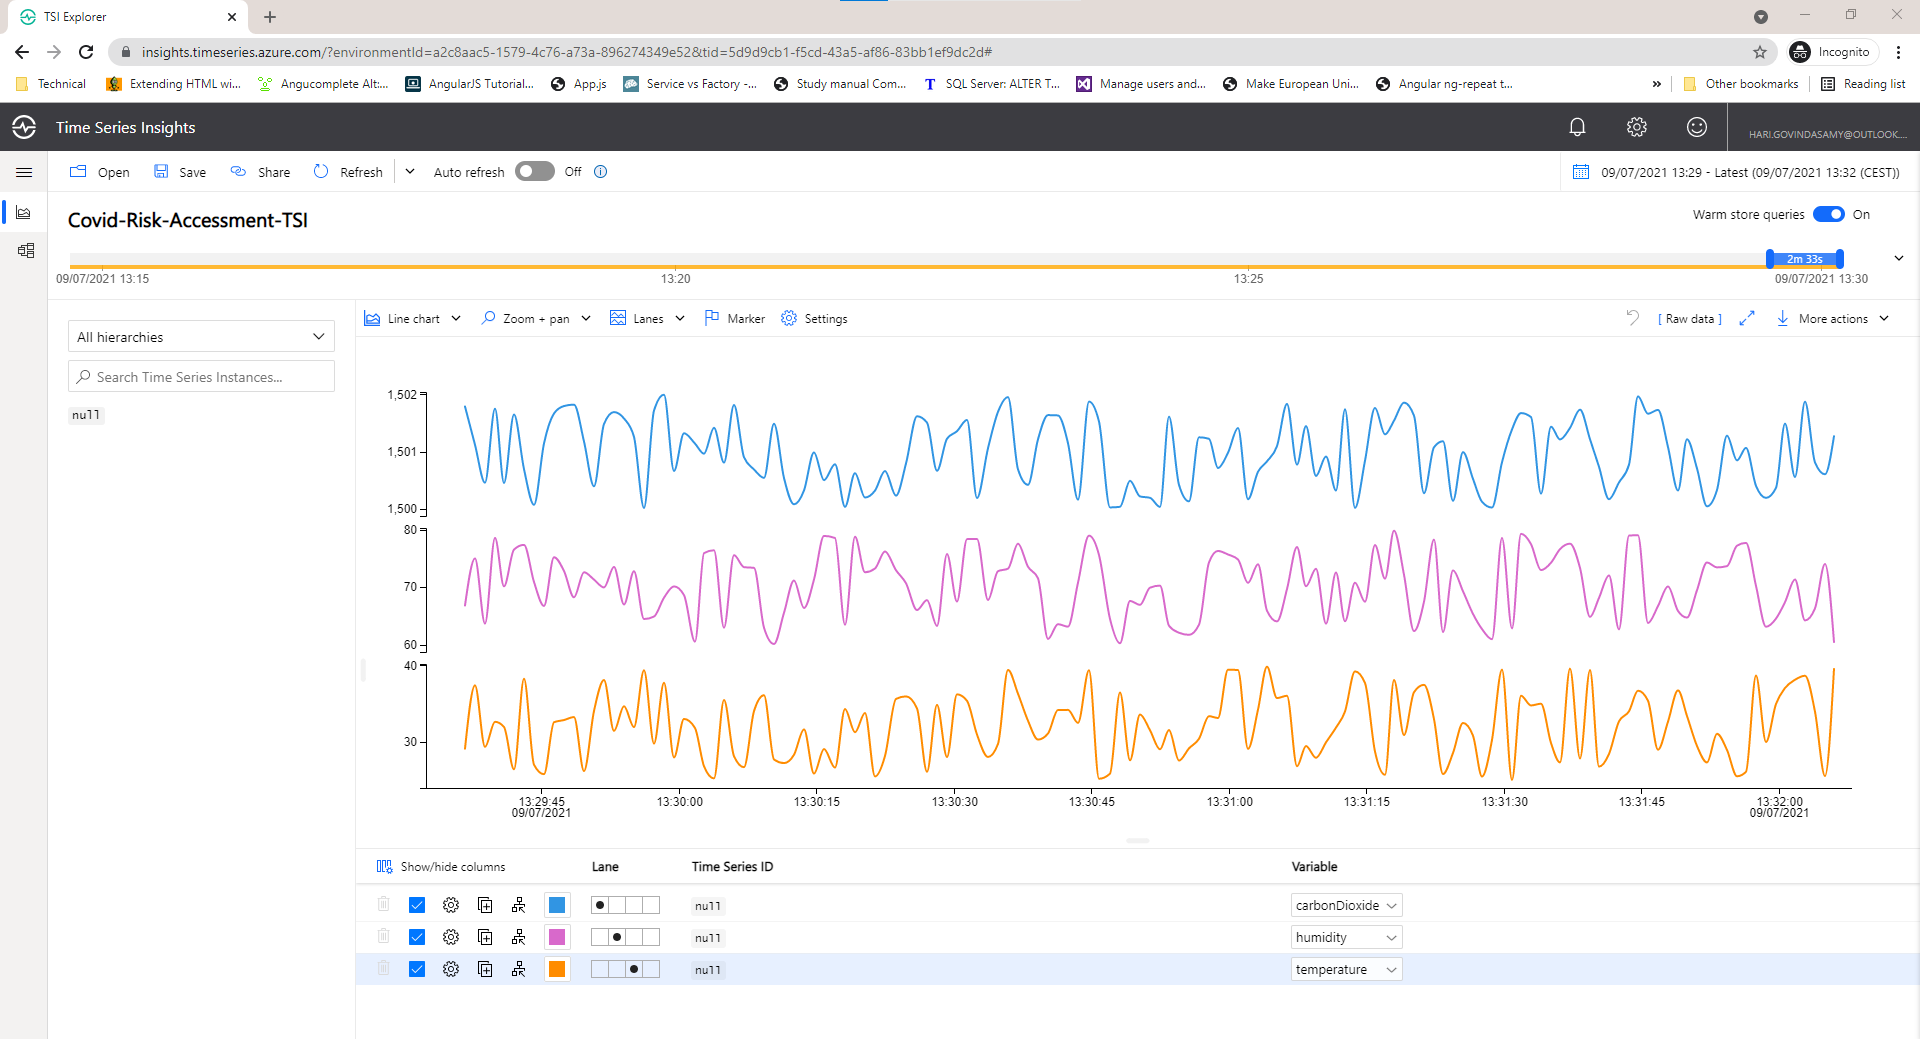 TSI Explorer
insights.timeseries.azure.com/?environmentId=a2c8aac5-1579-4c76-a73a-896274349e52&tid=5d9d9cb1-f5cd-43a5-af86-83bb1ef9dc2d#
Incognito
Technical
Extending HTML wi...
Angucomplete Alt:...
AngularJS Tutorial...
App.js
Service vs Factory -...
Study manual Com...
SQL Server: ALTER T...
Manage users and...
Make European Uni...
Angular ng-repeat t...
»
Other bookmarks
Reading list
Time Series Insights
HARI.GOVINDASAMY@OUTLOOK....
Open
Save
Share
Refresh
Auto refresh
Off
09/07/2021 13:29 - Latest (09/07/2021 13:32 (CEST))
Covid-Risk-Accessment-TSI
Warm store queries
On
2m 33s
09/07/2021 13:15
13:20
13:25
09/07/2021 13:30
All hierarchies
Search Time Series Instances...
null
Line chart
Zoom + pan
Lanes
Marker
Settings
[ Raw data ]
More actions
1,502
1,501
1,500
80
70
60
40
30
13:29:45
09/07/2021
13:30:00
13:30:15
13:30:30
13:30:45
13:31:00
13:31:15
13:31:30
13:31:45
13:32:00
09/07/2021
Show/hide columns
Lane
Time Series ID
Variable
null
carbonDioxide
null
humidity
null
temperature